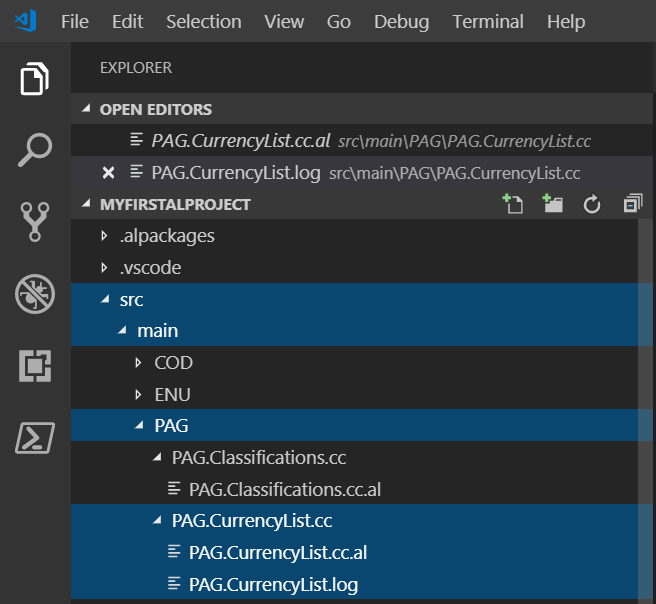 File Edit Selection View Go Debug Terminal Help
EXPLORER
OPEN EDITORS
PAG.CurrencyList.cc.al src\main\PAG\PAG.CurrencyList.cc
PAG.CurrencyList.log src\main\PAG\PAG.CurrencyList.cc
MYFIRSTALPROJECT
.alpackages
.vscode
src
main
COD
ENU
PAG
PAG.Classifications.cc
PAG.Classifications.cc.al
PAG.CurrencyList.cc
PAG.CurrencyList.cc.al
PAG.CurrencyList.log